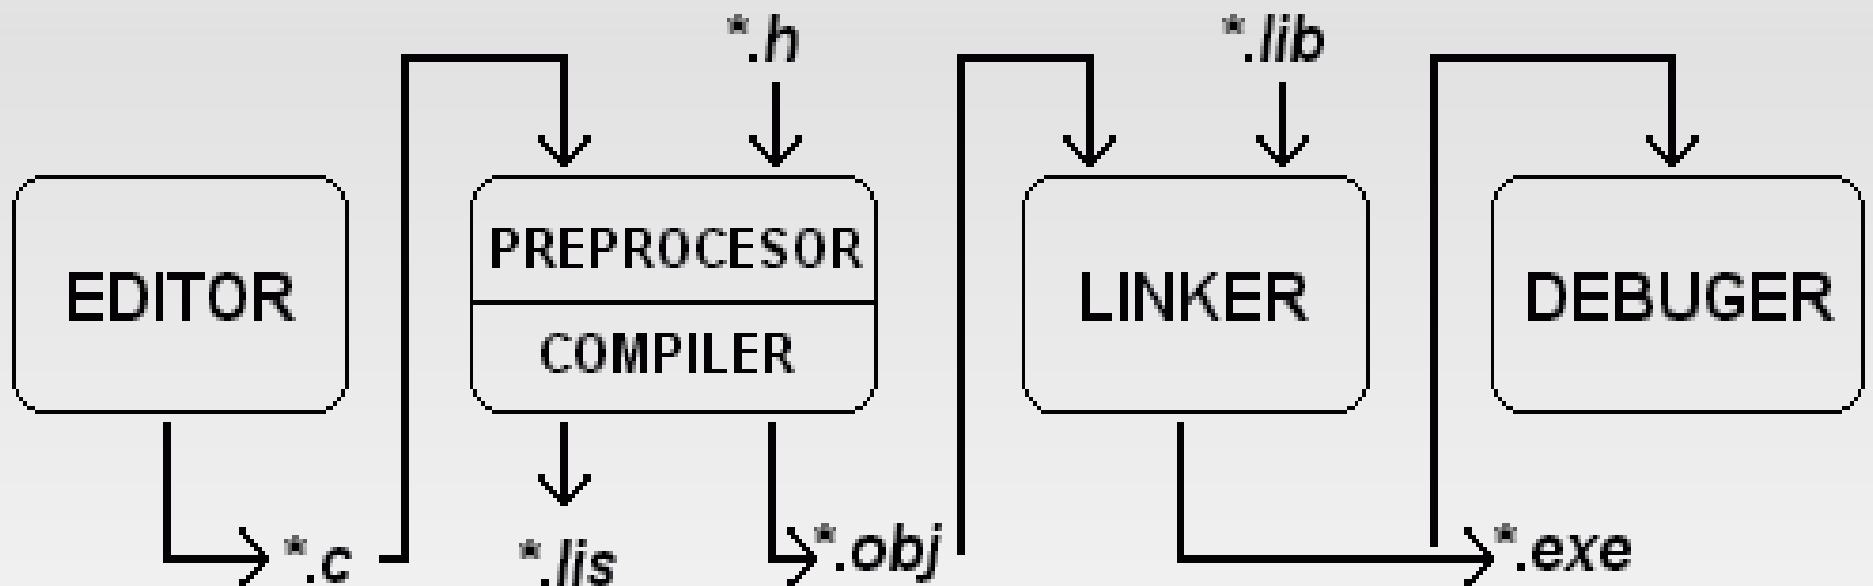 *.h
*.lib
EDITOR
PREPROCESOR
COMPILER
LINKER
DEBUGER
*.c
*.lis
*.obj
*.exe